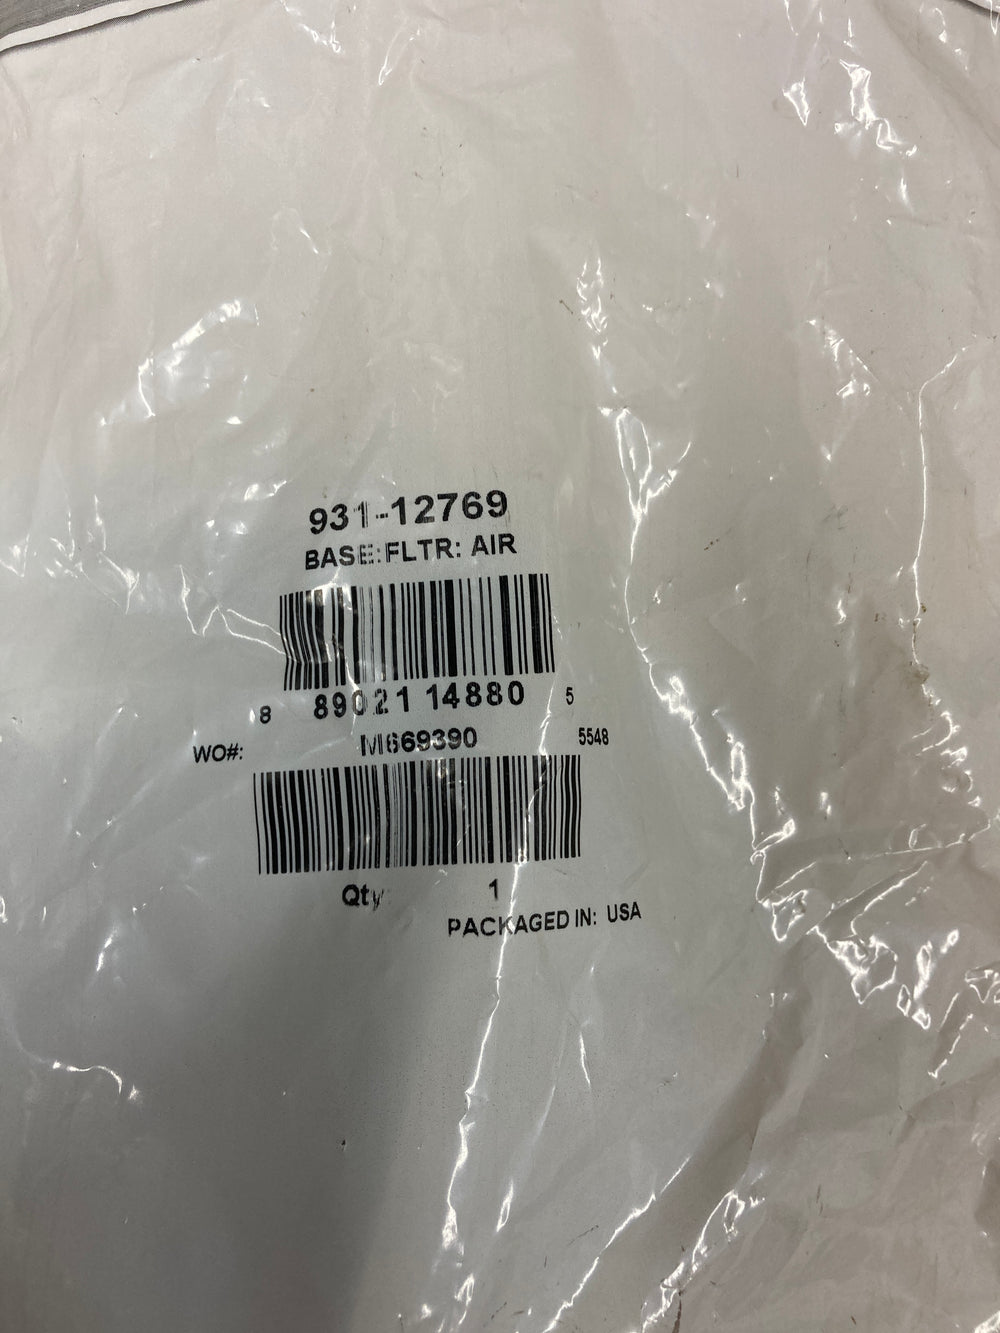 931-12769
BASE:FLTR: AIR
8 89021 14880 5
WO#: M669390 5548
Qty 1
PACKAGED IN: USA